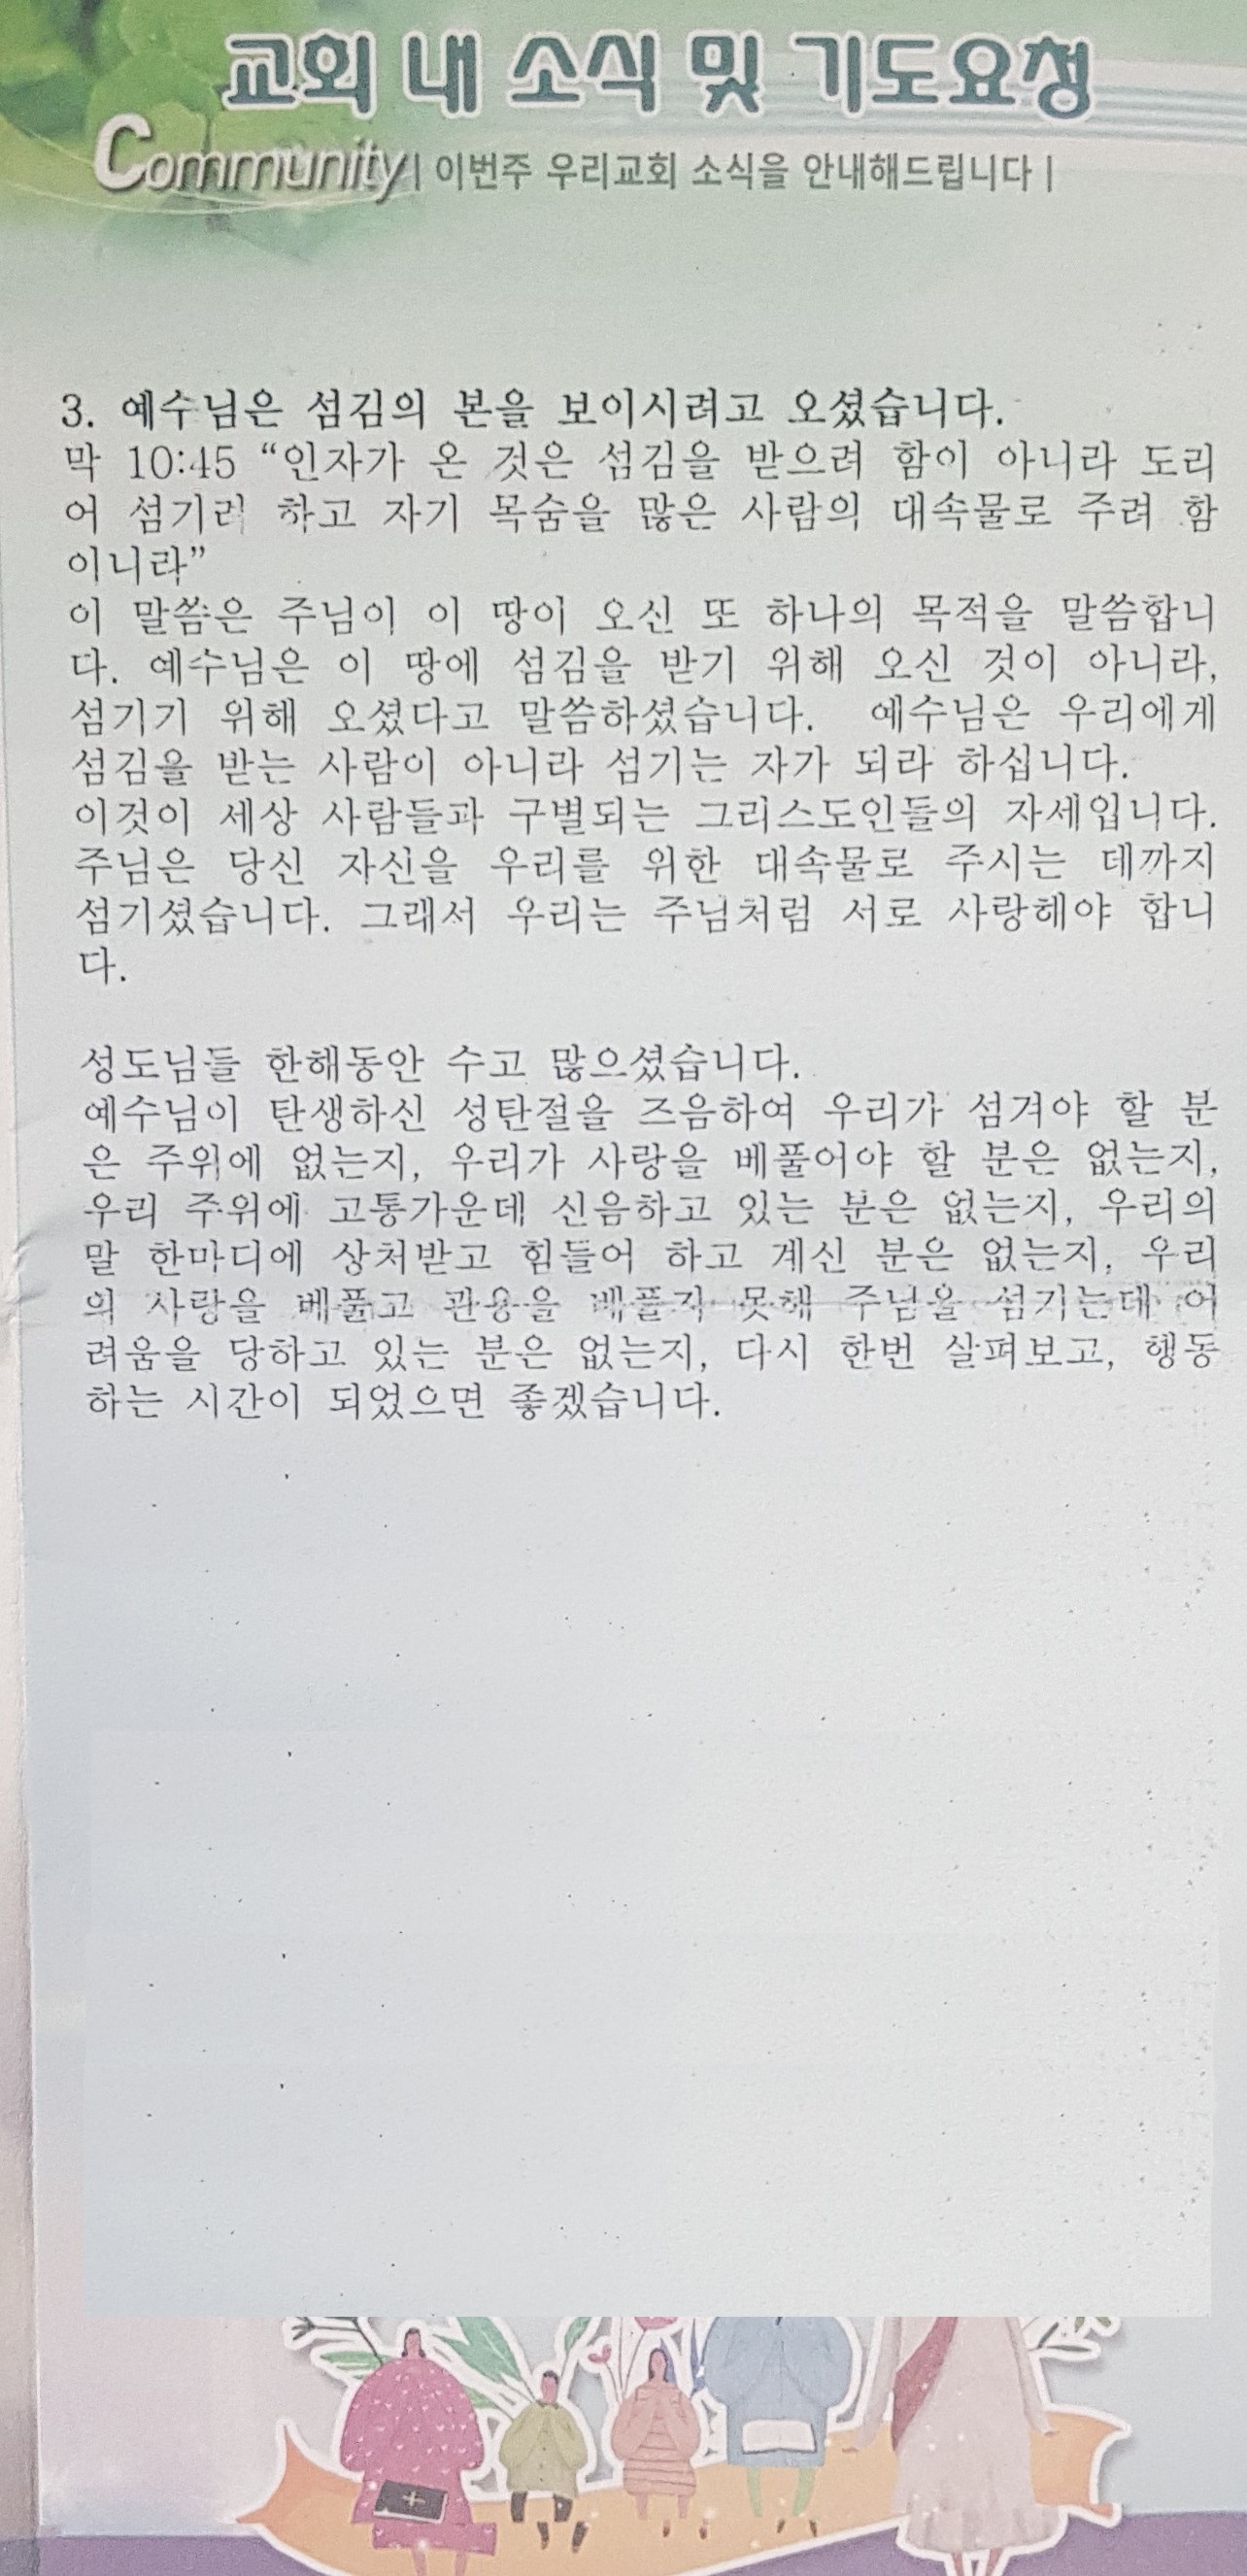 교회 내 소식 및 기도요청
Community | 이번주 우리교회 소식을 안내해드립니다 |
3. 예수님은 섬김의 본을 보이시려고 오셨습니다.
막 10:45 “인자가 온 것은 섬김을 받으려 함이 아니라 도리
어 섬기려 하고 자기 목숨을 많은 사람의 대속물로 주려 함
이니라”
이 말씀은 주님이 이 땅이 오신 또 하나의 목적을 말씀합니
다. 예수님은 이 땅에 섬김을 받기 위해 오신 것이 아니라,
섬기기 위해 오셨다고 말씀하셨습니다. 예수님은 우리에게
섬김을 받는 사람이 아니라 섬기는 자가 되라 하십니다.
이것이 세상 사람들과 구별되는 그리스도인들의 자세입니다.
주님은 당신 자신을 우리를 위한 대속물로 주시는 데까지
섬기셨습니다. 그래서 우리는 주님처럼 서로 사랑헤야 합니
다.
성도님들 한해동안 수고 많으셨습니다.
예수님이 탄생하신 성탄절을 즈음하여 우리가 섬겨야 할 분
은 주위에 없는지, 우리가 사랑을 베풀어야 할 분은 없는지,
우리 주위에 고통가운데 신음하고 있는 분은 없는지, 우리의
말 한마디에 상처받고 힘들어 하고 계신 분은 없는지, 우리
의 사랑을 베풀고 관용을 베풀지 못해 주님을 섬기는데 어
려움을 당하고 있는 분은 없는지, 다시 한번 살펴보고, 행동
하는 시간이 되었으면 좋겠습니다.